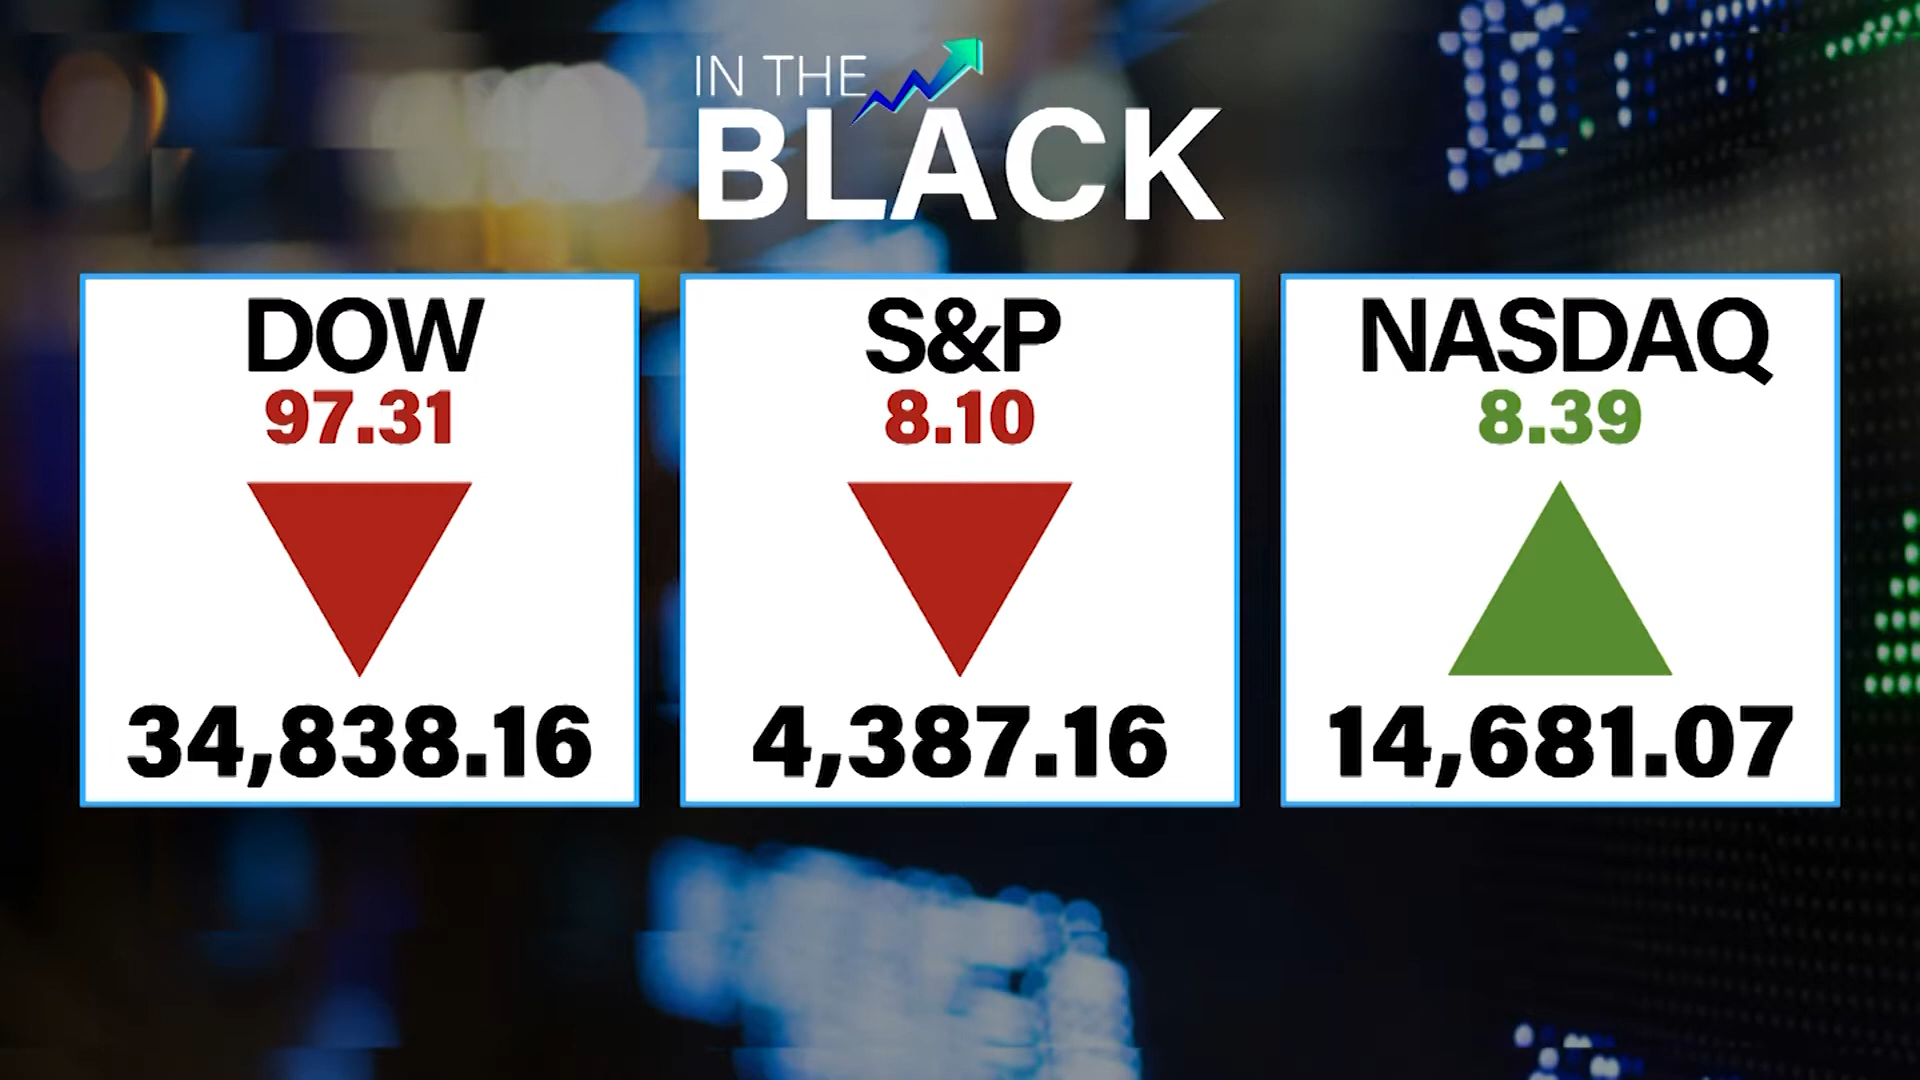 IN THE
BLACK
DOW
97.31
34,838.16
S&P
8.10
4,387.16
NASDAQ
8.39
14,681.07